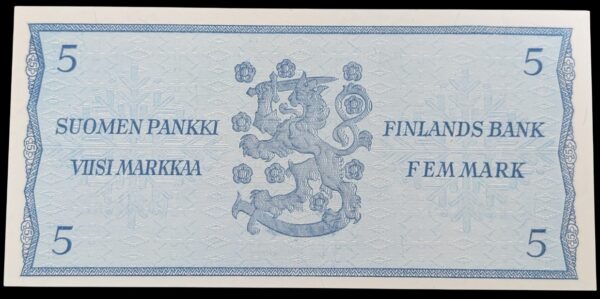 5 5
SUOMEN PANKKI
VIISI MARKKAA
FINLANDS BANK
FEM MARK
5 5